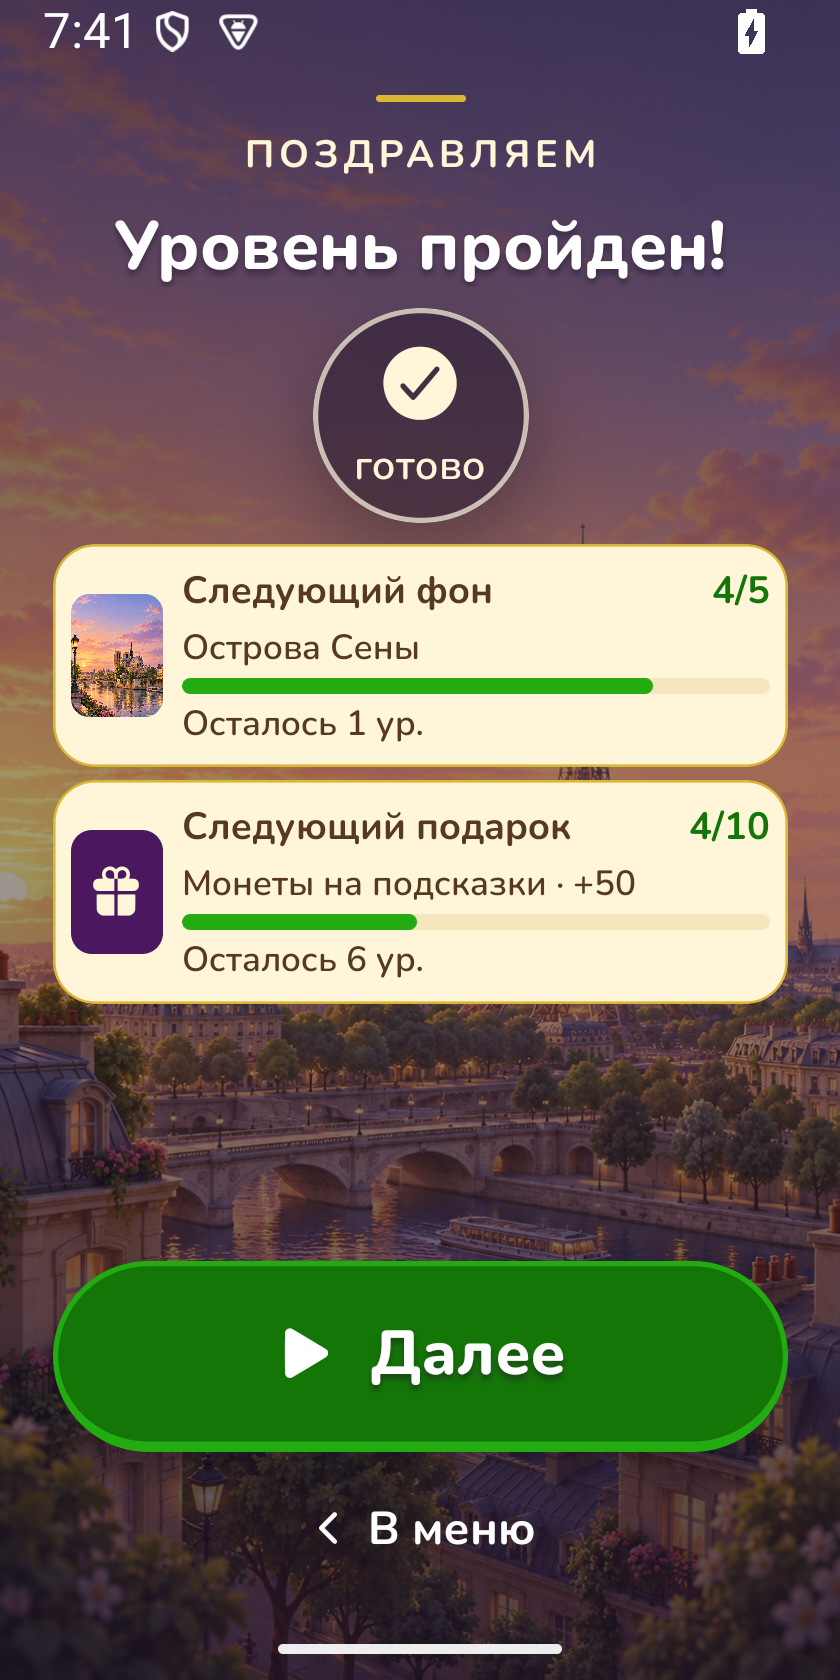 7:41
ПОЗДРАВЛЯЕМ
Уровень пройден!
ГОТОВО
Следующий фон 4/5
Острова Сены
Осталось 1 ур.
Следующий подарок 4/10
Монеты на подсказки · +50
Осталось 6 ур.
Далее
В меню